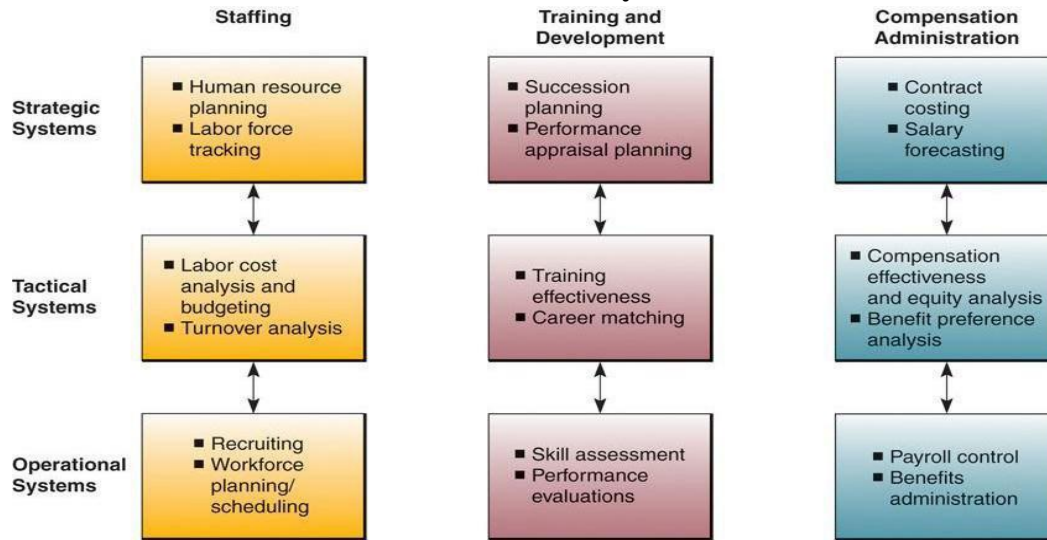 Staffing
Training and
Development
Compensation
Administration
Strategic
Systems
■ Human resource
planning
■ Labor force
tracking
■ Succession
planning
■ Performance
appraisal planning
■ Contract
costing
■ Salary
forecasting
Tactical
Systems
■ Labor cost
analysis and
budgeting
■ Turnover analysis
■ Training
effectiveness
■ Career matching
■ Compensation
effectiveness
and equity analysis
■ Benefit preference
analysis
Operational
Systems
■ Recruiting
■ Workforce
planning/
scheduling
■ Skill assessment
■ Performance
evaluations
■ Payroll control
■ Benefits
administration